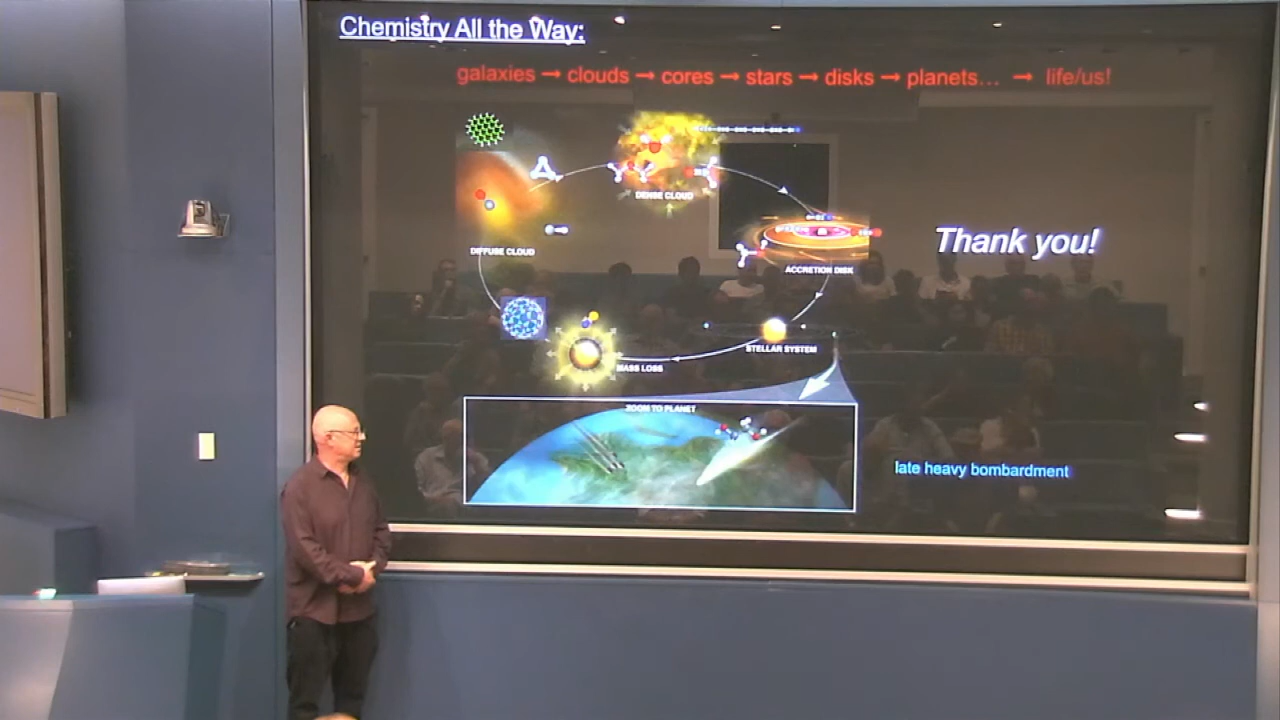 Chemistry All the Way:
galaxies → clouds → cores → stars → disks → planets… → life/us!
DENSE CLOUD
Thank you!
DIFFUSE CLOUD
ACCRETION DISK
STELLAR SYSTEM
MASS LOSS
ZOOM TO PLANET
late heavy bombardment